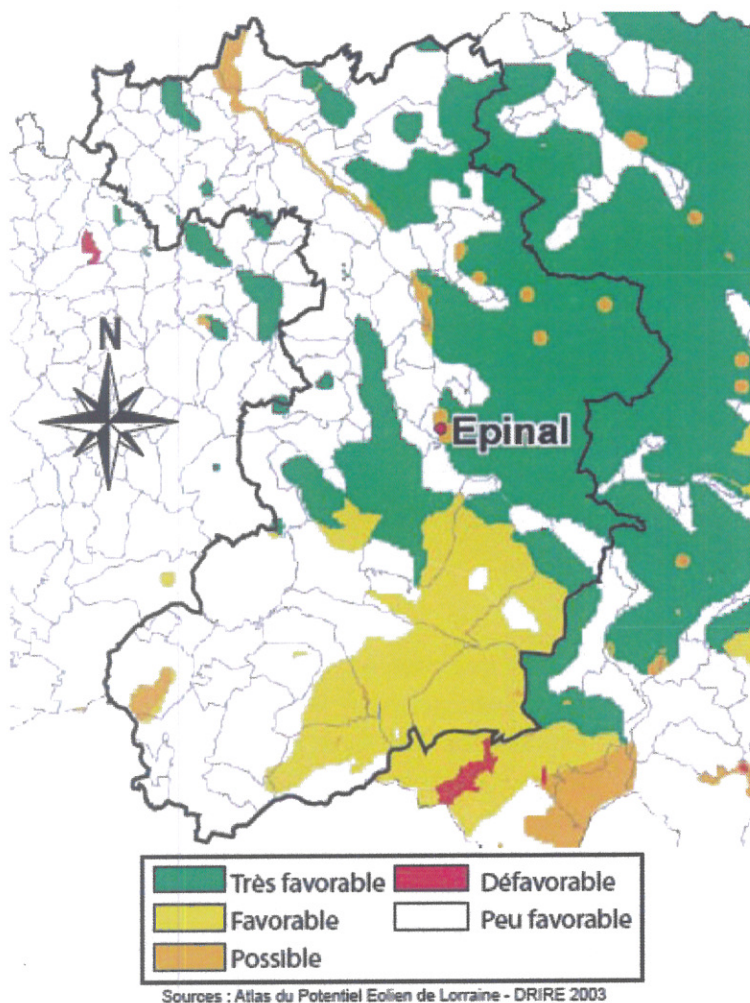 N
Epinal
Très favorable Défavorable
Favorable Peu favorable
Possible
Sources : Atlas du Potentiel Eolien de Lorraine - DRIRE 2003